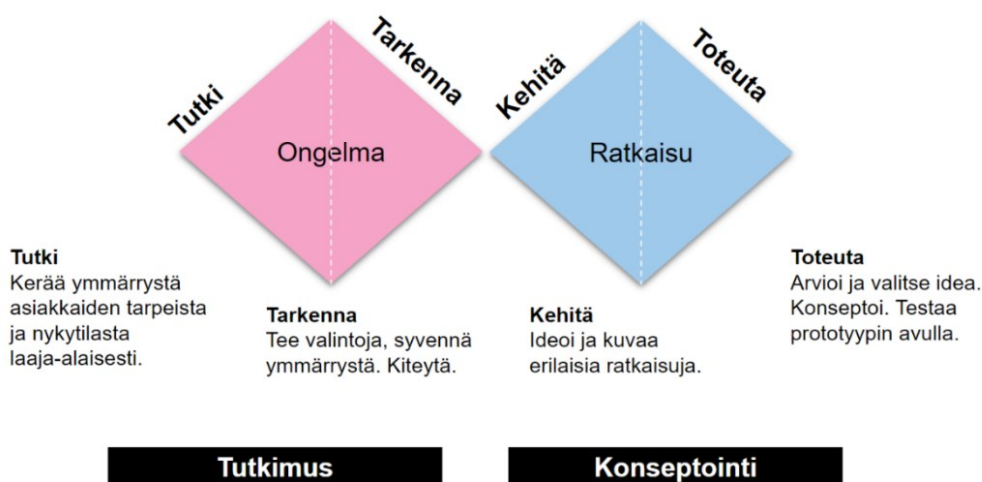 Tutki
Tarkenna
Kehitä
Toteuta
Ongelma
Ratkaisu
Tutki
Kerää ymmärrystä
asiakkaiden tarpeista
ja nykytilasta
laaja-alaisesti.
Tarkenna
Tee valintoja, syvennä
ymmärrystä. Kiteytä.
Kehitä
Ideoi ja kuvaa
erilaisia ratkaisuja.
Toteuta
Arvioi ja valitse idea.
Konseptoi. Testaa
prototyypin avulla.
Tutkimus
Konseptointi